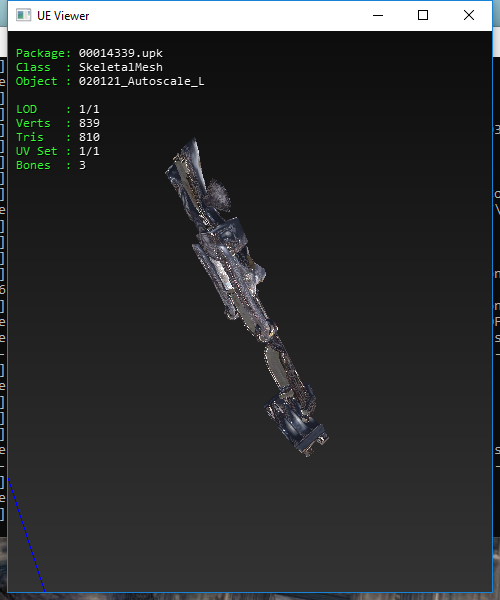 UE Viewer
Package: 00014339.upk
Class : SkeletalMesh
Object : 020121_Autoscale_L
LOD : 1/1
Verts : 839
Tris : 810
UV Set : 1/1
Bones : 3